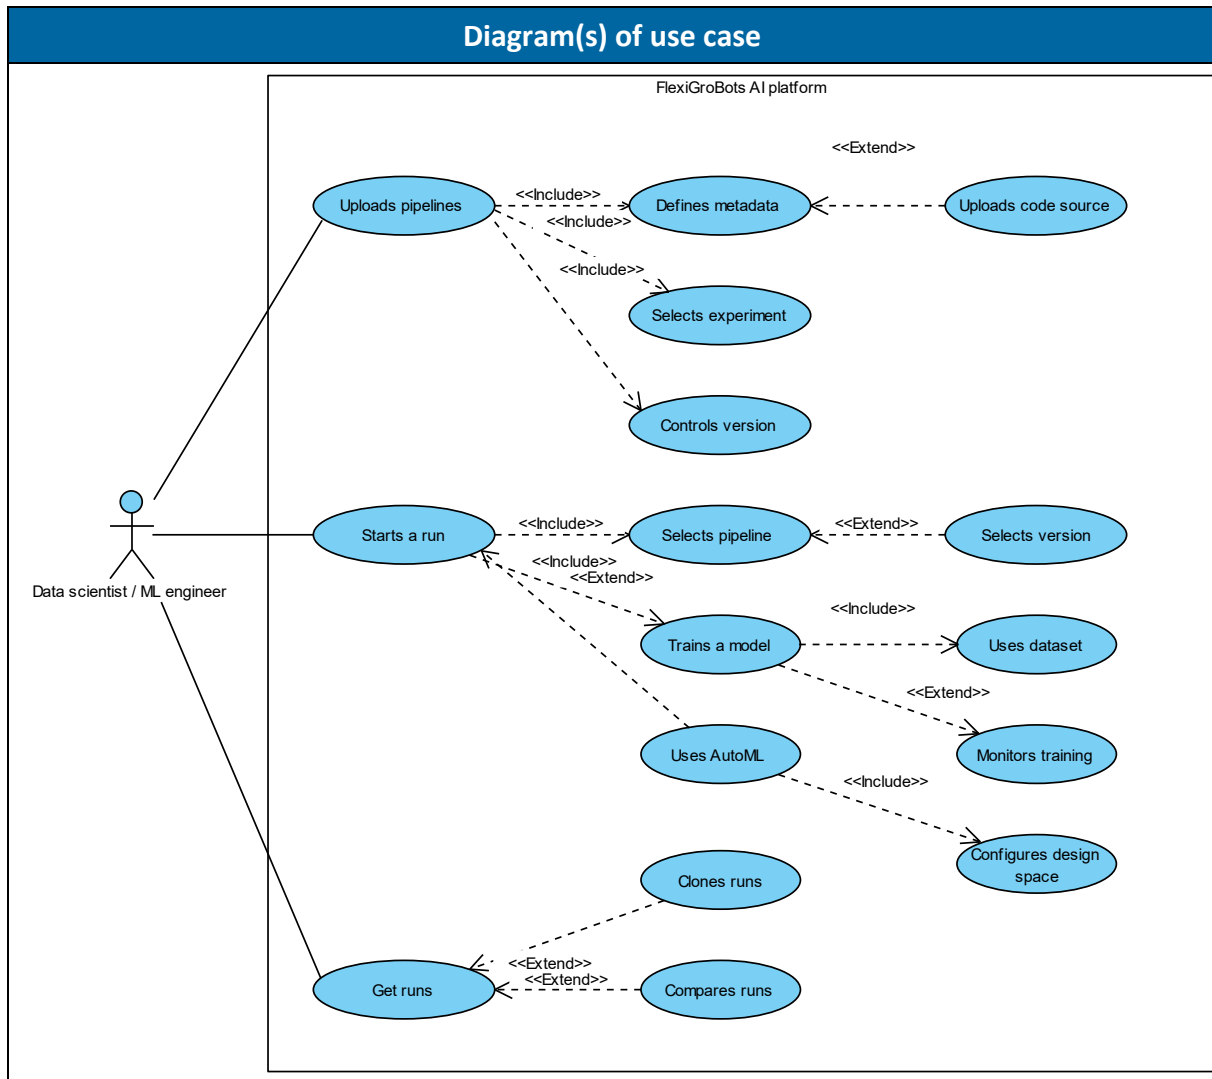 Diagram(s) of use case
FlexiGroBots AI platform
<<Extend>>
Uploads pipelines
<<Include>>
Defines metadata
Uploads code source
<<Include>>
<<Include>>
Selects experiment
Controls version
Data scientist / ML engineer
Starts a run
<<Include>>
Selects pipeline
<<Extend>>
Selects version
<<Include>>
<<Extend>>
<<Include>>
Trains a model
Uses dataset
<<Extend>>
Uses AutoML
Monitors training
<<Include>>
Configures design
space
Clones runs
<<Extend>>
<<Extend>>
Get runs
Compares runs